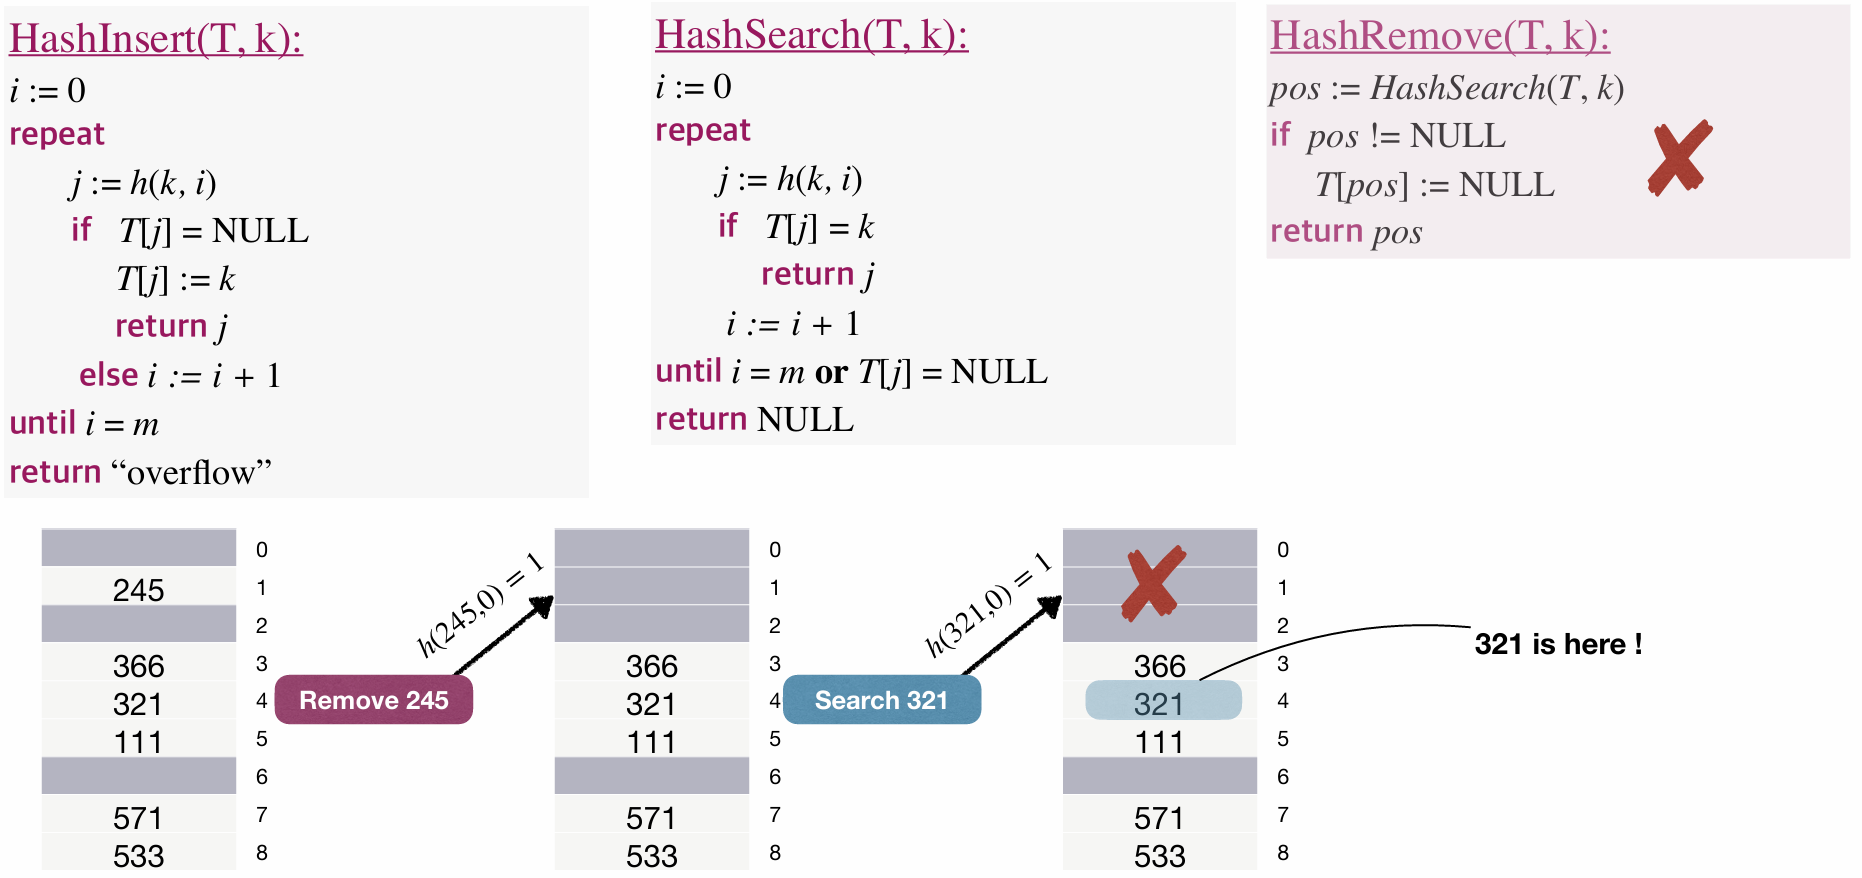 HashInsert(T, k):
i := 0
repeat
j := h(k, i)
if T[j] = NULL
T[j] := k
return j
else i := i + 1
until i = m
return “overflow”
HashSearch(T, k):
i := 0
repeat
j := h(k, i)
if T[j] = k
return j
i := i + 1
until i = m or T[j] = NULL
return NULL
HashRemove(T, k):
pos := HashSearch(T, k)
if pos != NULL
T[pos] := NULL
return pos
0
245 1
2
366 3
321 4
111 5
6
571 7
533 8
Remove 245
h(245,0) = 1
0
1
2
366 3
321 4
111 5
6
571 7
533 8
Search 321
h(321,0) = 1
0
1
2
366 3
321 4
111 5
6
571 7
533 8
321 is here !